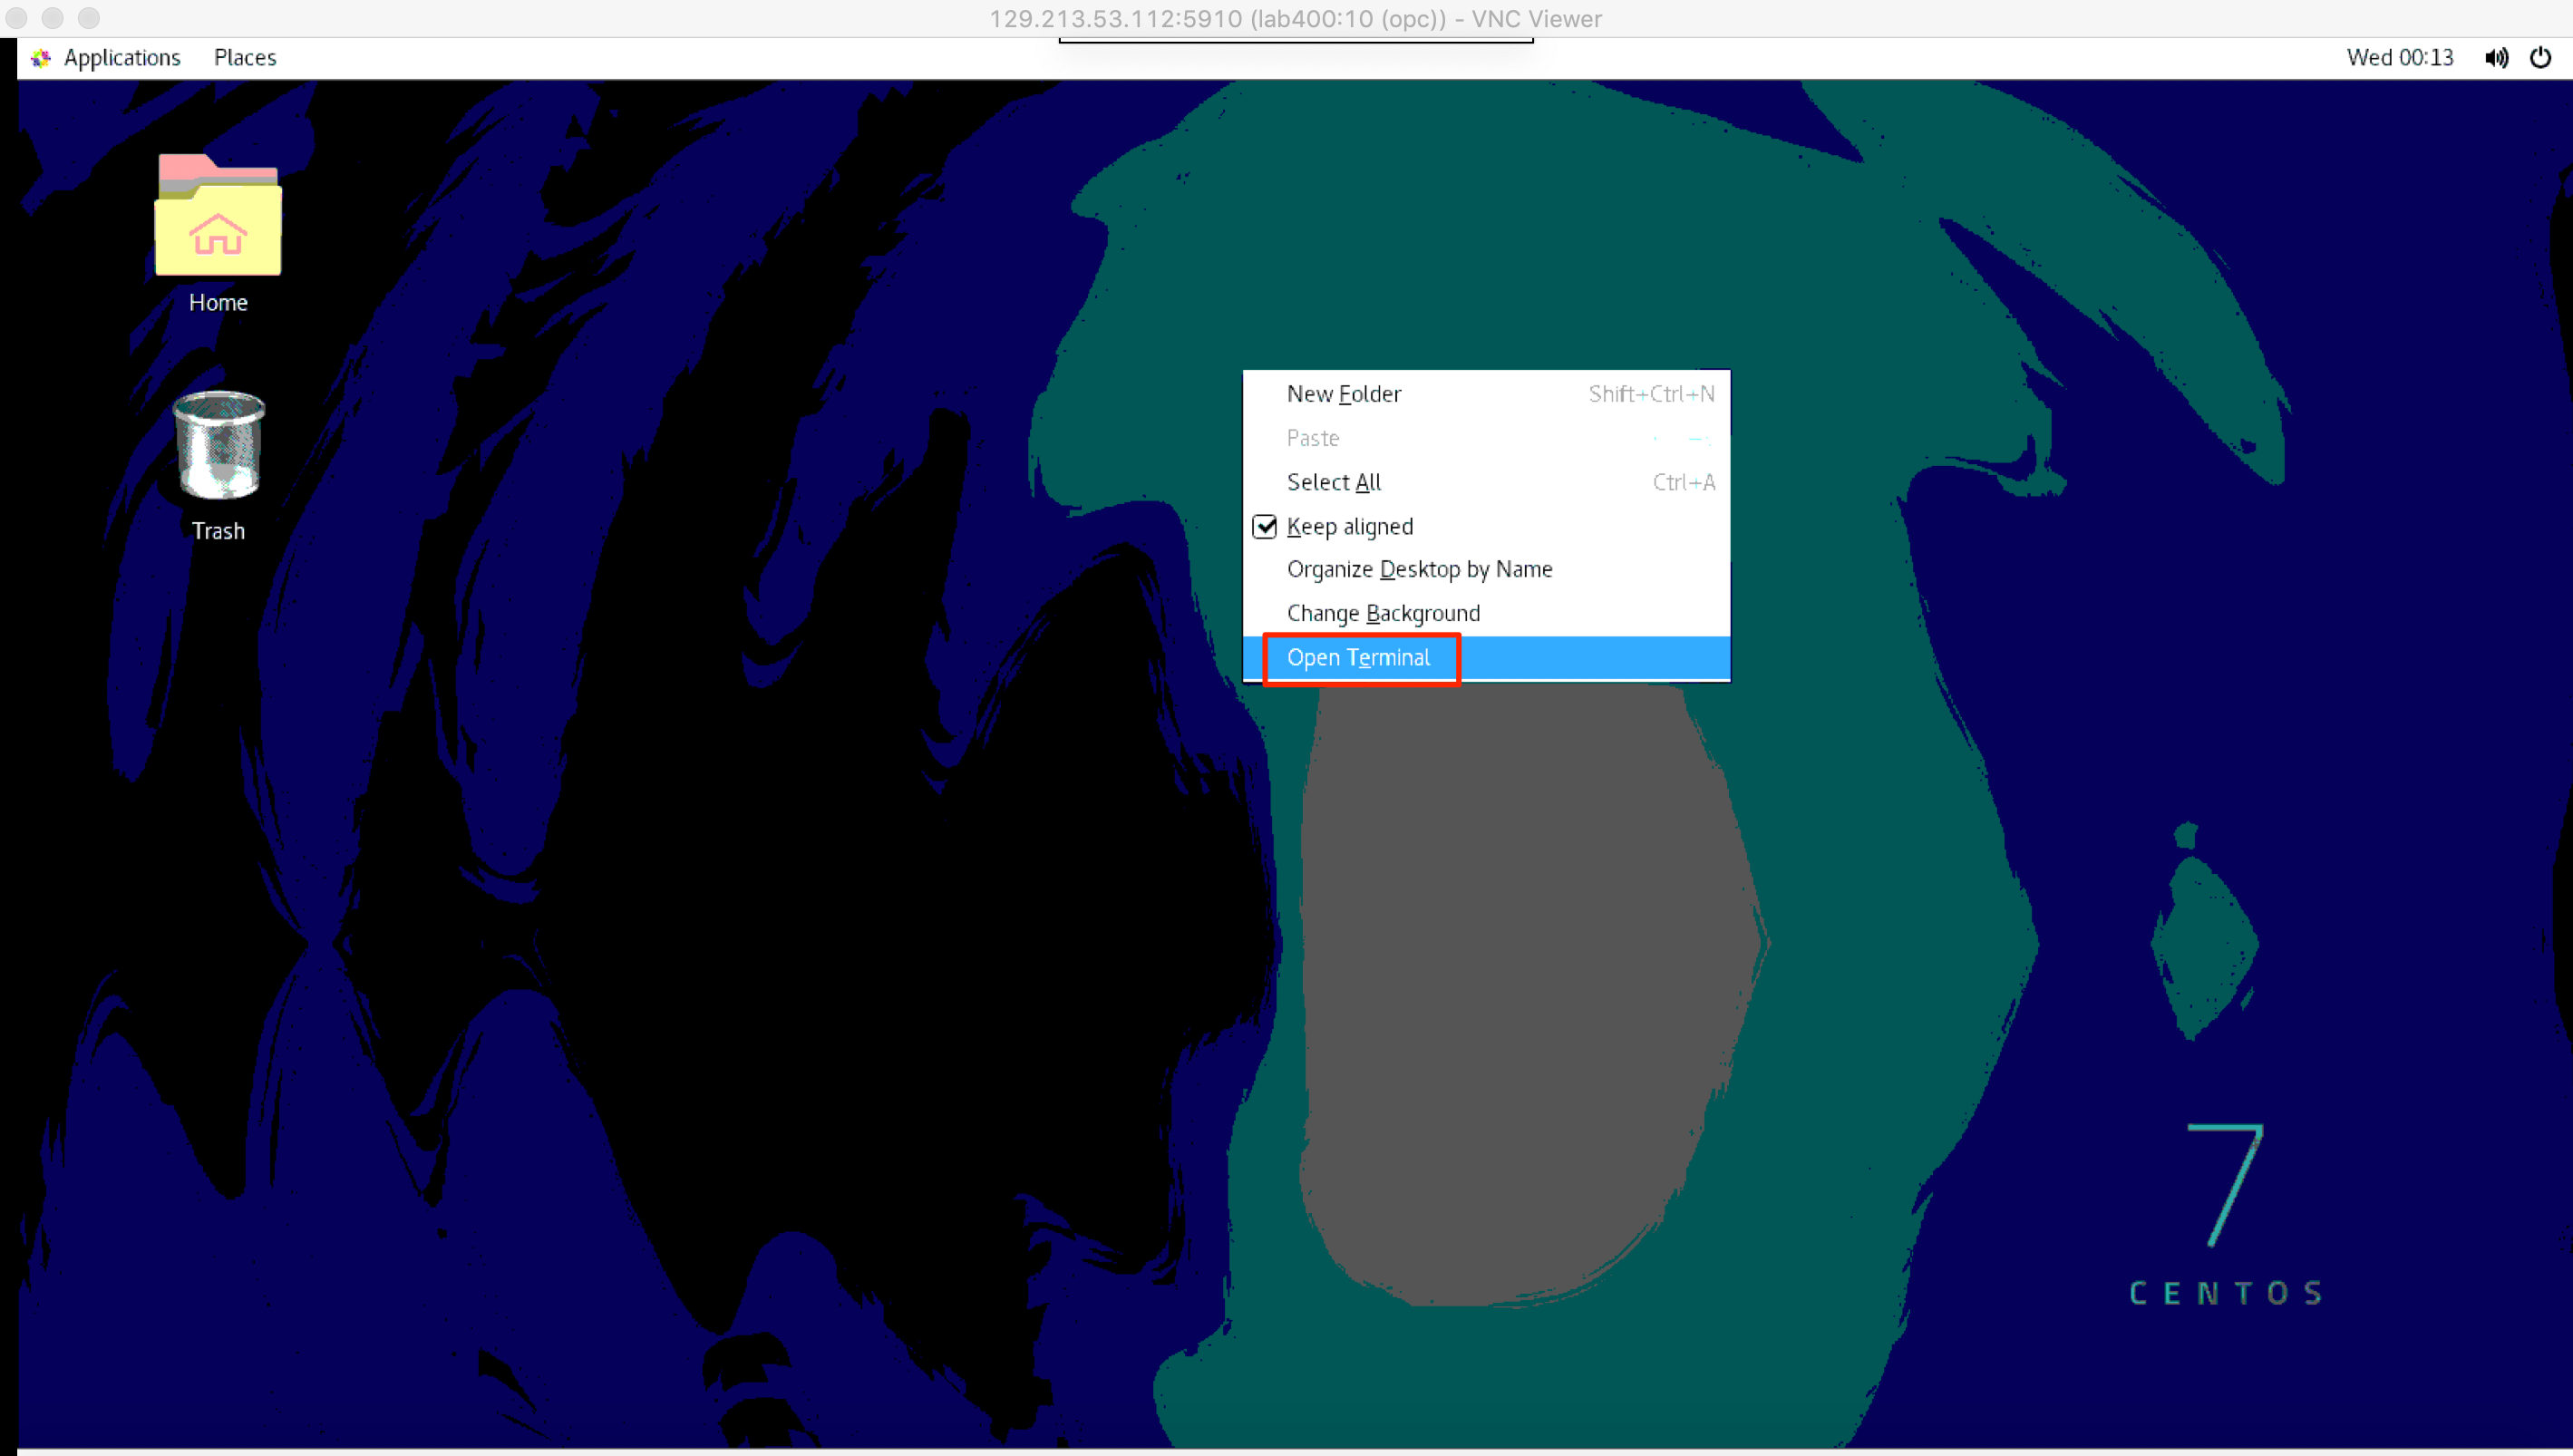 129.213.53.112:5910 (lab400:10 (opc)) - VNC Viewer
Applications Places Wed 00:13
Home
Trash
New Folder Shift+Ctrl+N
Paste
Select All Ctrl+A
Keep aligned
Organize Desktop by Name
Change Background
Open Terminal
7
CENTOS